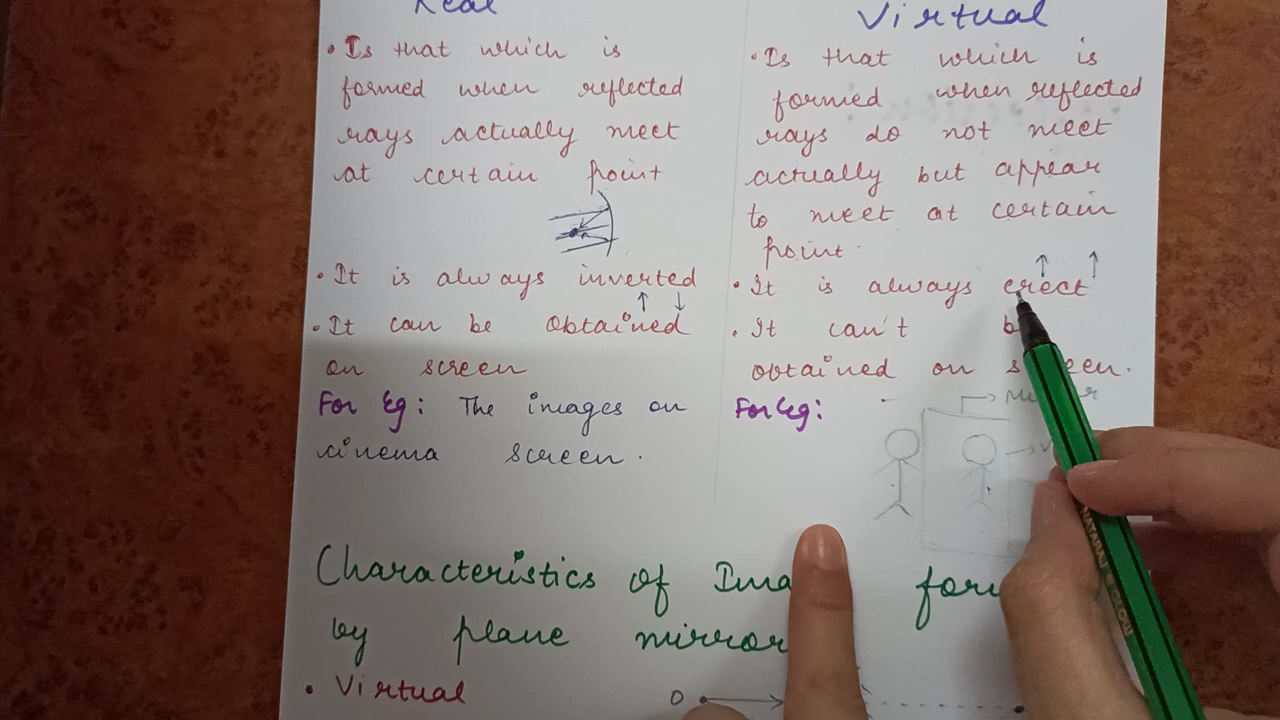 Real
• Is that which is
formed when reflected
rays actually meet
at certain point
• It is always inverted
• It can be obtained
on screen
For Eg: The images on
cinema screen.
Virtual
• Is that which is
formed when reflected
rays do not meet
actually but appear
to meet at certain
point.
• It is always erect
• It can't
obtained on
For eg:
Characteristics of
by plane mirror
• Virtual
O